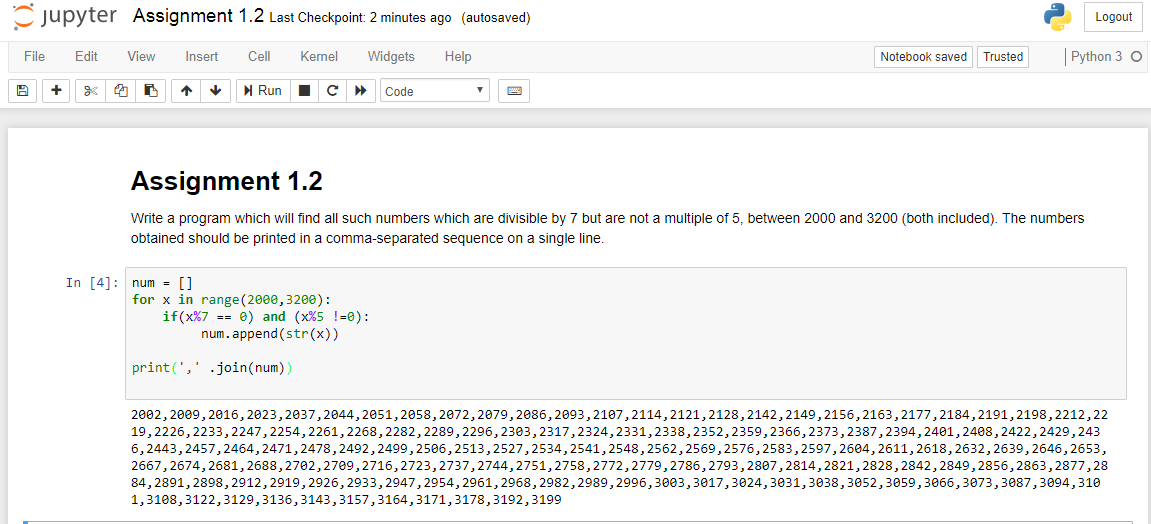 jupyter Assignment 1.2 Last Checkpoint: 2 minutes ago (autosaved) Logout
File Edit View Insert Cell Kernel Widgets Help Notebook saved Trusted Python 3
Run Code
Assignment 1.2
Write a program which will find all such numbers which are divisible by 7 but are not a multiple of 5, between 2000 and 3200 (both included). The numbers
obtained should be printed in a comma-separated sequence on a single line.
In [4]: num = []
for x in range(2000,3200):
    if(x%7 == 0) and (x%5 !=0):
         num.append(str(x))
print(',' .join(num))
2002,2009,2016,2023,2037,2044,2051,2058,2072,2079,2086,2093,2107,2114,2121,2128,2142,2149,2156,2163,2177,2184,2191,2198,2212,22
19,2226,2233,2247,2254,2261,2268,2282,2289,2296,2303,2317,2324,2331,2338,2352,2359,2366,2373,2387,2394,2401,2408,2422,2429,243
6,2443,2457,2464,2471,2478,2492,2499,2506,2513,2527,2534,2541,2548,2562,2569,2576,2583,2597,2604,2611,2618,2632,2639,2646,2653,
2667,2674,2681,2688,2702,2709,2716,2723,2737,2744,2751,2758,2772,2779,2786,2793,2807,2814,2821,2828,2842,2849,2856,2863,2877,28
84,2891,2898,2912,2919,2926,2933,2947,2954,2961,2968,2982,2989,2996,3003,3017,3024,3031,3038,3052,3059,3066,3073,3087,3094,310
1,3108,3122,3129,3136,3143,3157,3164,3171,3178,3192,3199